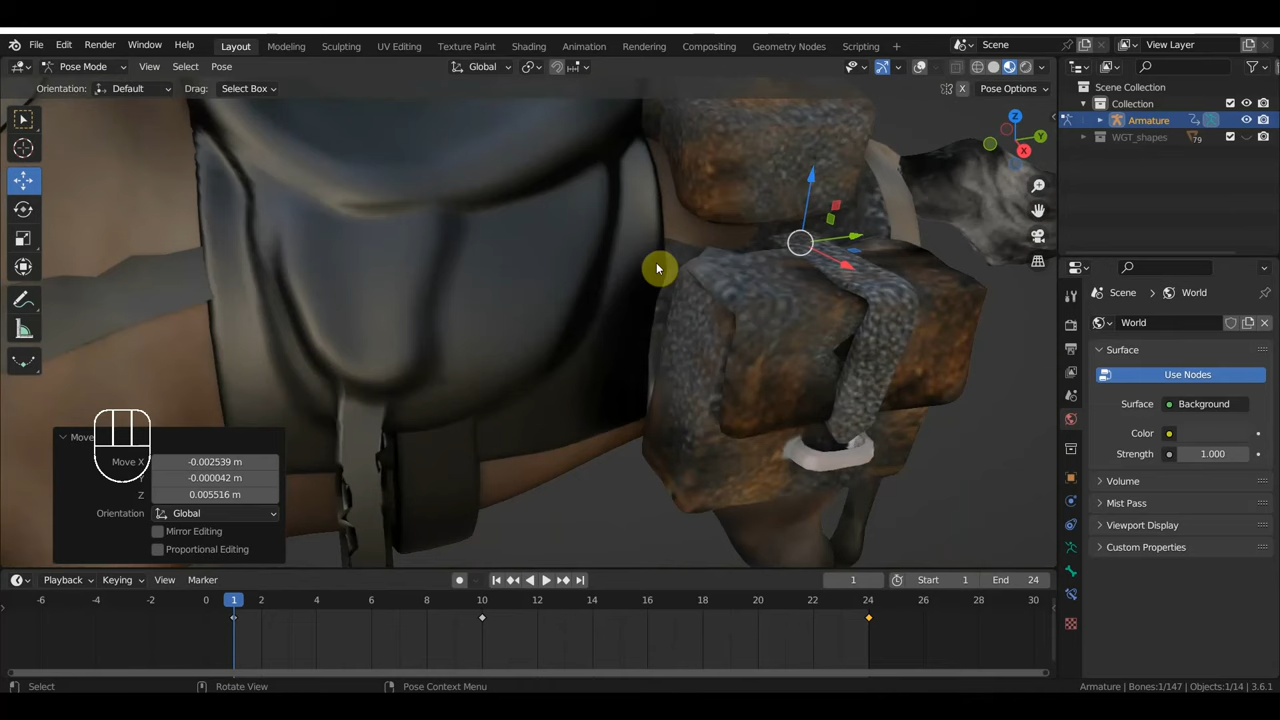 File Edit Render Window Help Layout Modeling Sculpting UV Editing Texture Paint Shading Animation Rendering Compositing Geometry Nodes Scripting + Scene View Layer
Pose Mode View Select Pose Global
Orientation: Default Drag: Select Box X Pose Options
Scene Collection
Collection
Armature
WGT_shapes 79
Z
Y
X
Scene World
World
Surface
Use Nodes
Surface Background
Color
Strength 1.000
Volume
Mist Pass
Viewport Display
Custom Properties
Move
Move X -0.002539 m
Y -0.000042 m
Z 0.005516 m
Orientation Global
Mirror Editing
Proportional Editing
Playback Keying View Marker 1 Start 1 End 24
-6 -4 -2 0 1 2 4 6 8 10 12 14 16 18 20 22 24 26 28 30
Select Rotate View Pose Context Menu Armature | Bones:1/147 | Objects:1/14 | 3.6.1